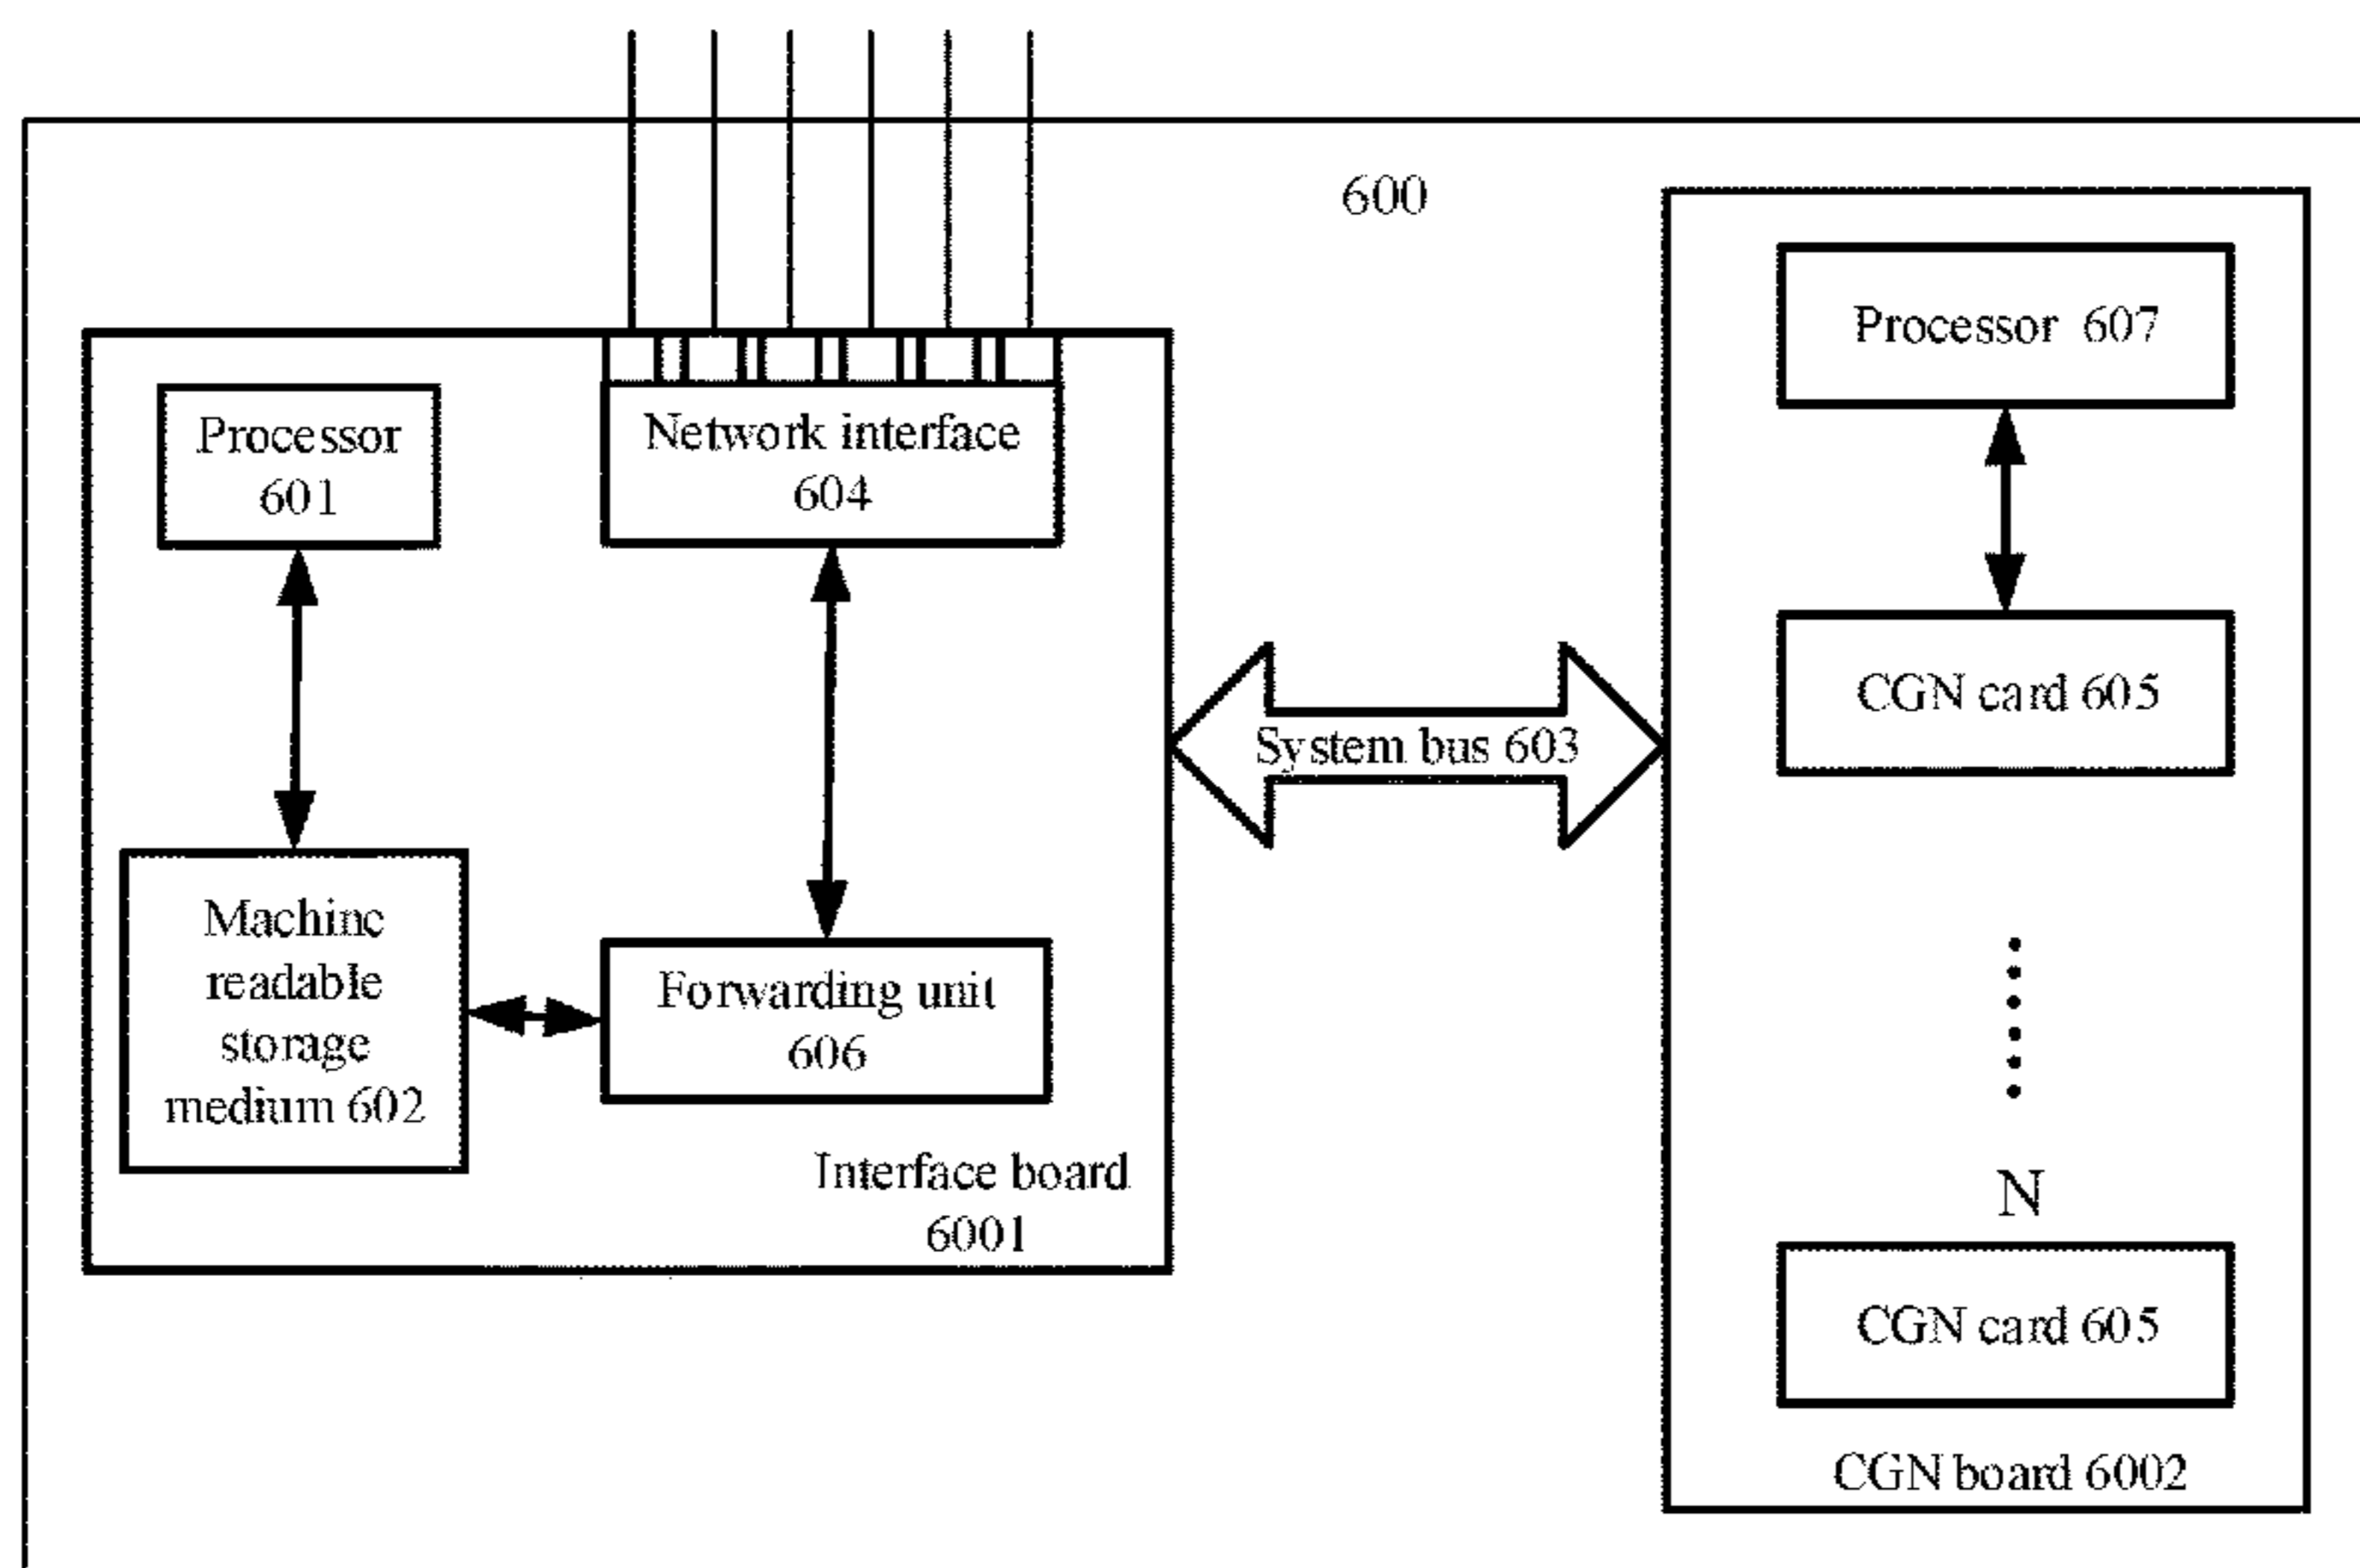 600
Processor
601
Network interface
604
Machine
readable
storage
medium 602
Forwarding unit
606
Interface board
6001
System bus 603
Processor 607
CGN card 605
N
CGN card 605
CGN board 6002